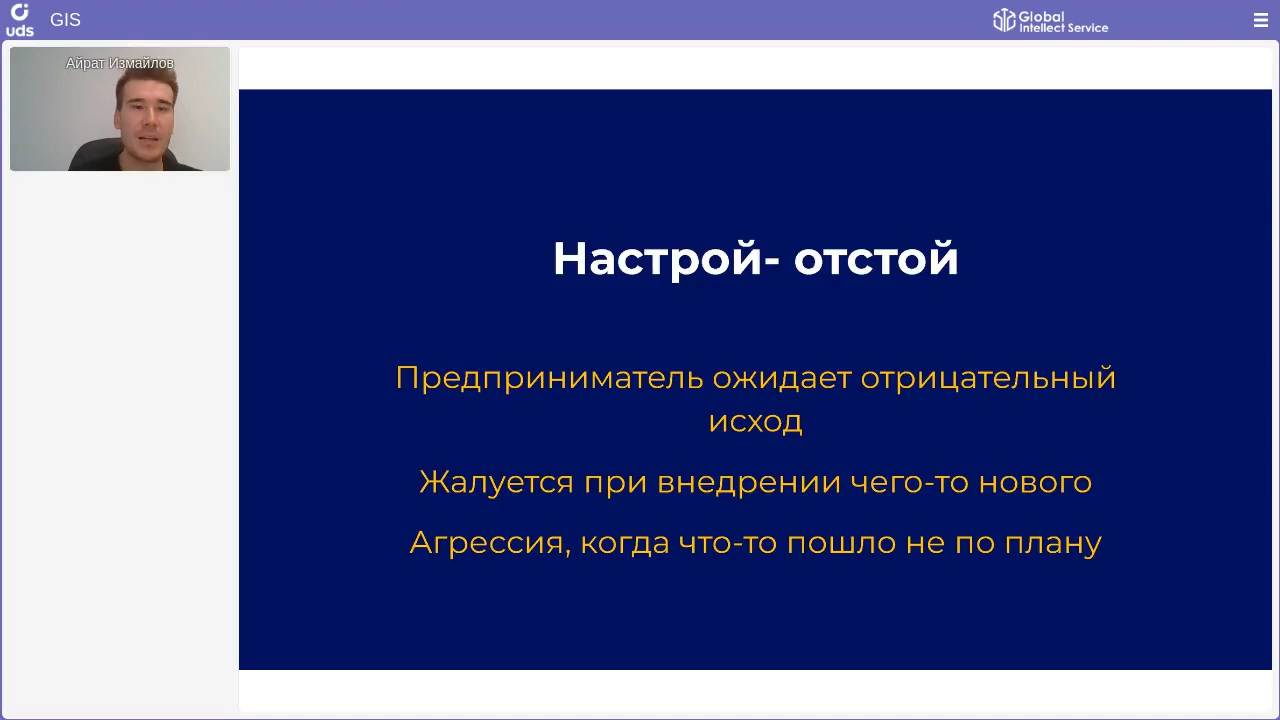 uds
GIS
Global
Intellect Service
Айрат Измайлов
Настрой- отстой
Предприниматель ожидает отрицательный
исход
Жалуется при внедрении чего-то нового
Агрессия, когда что-то пошло не по плану